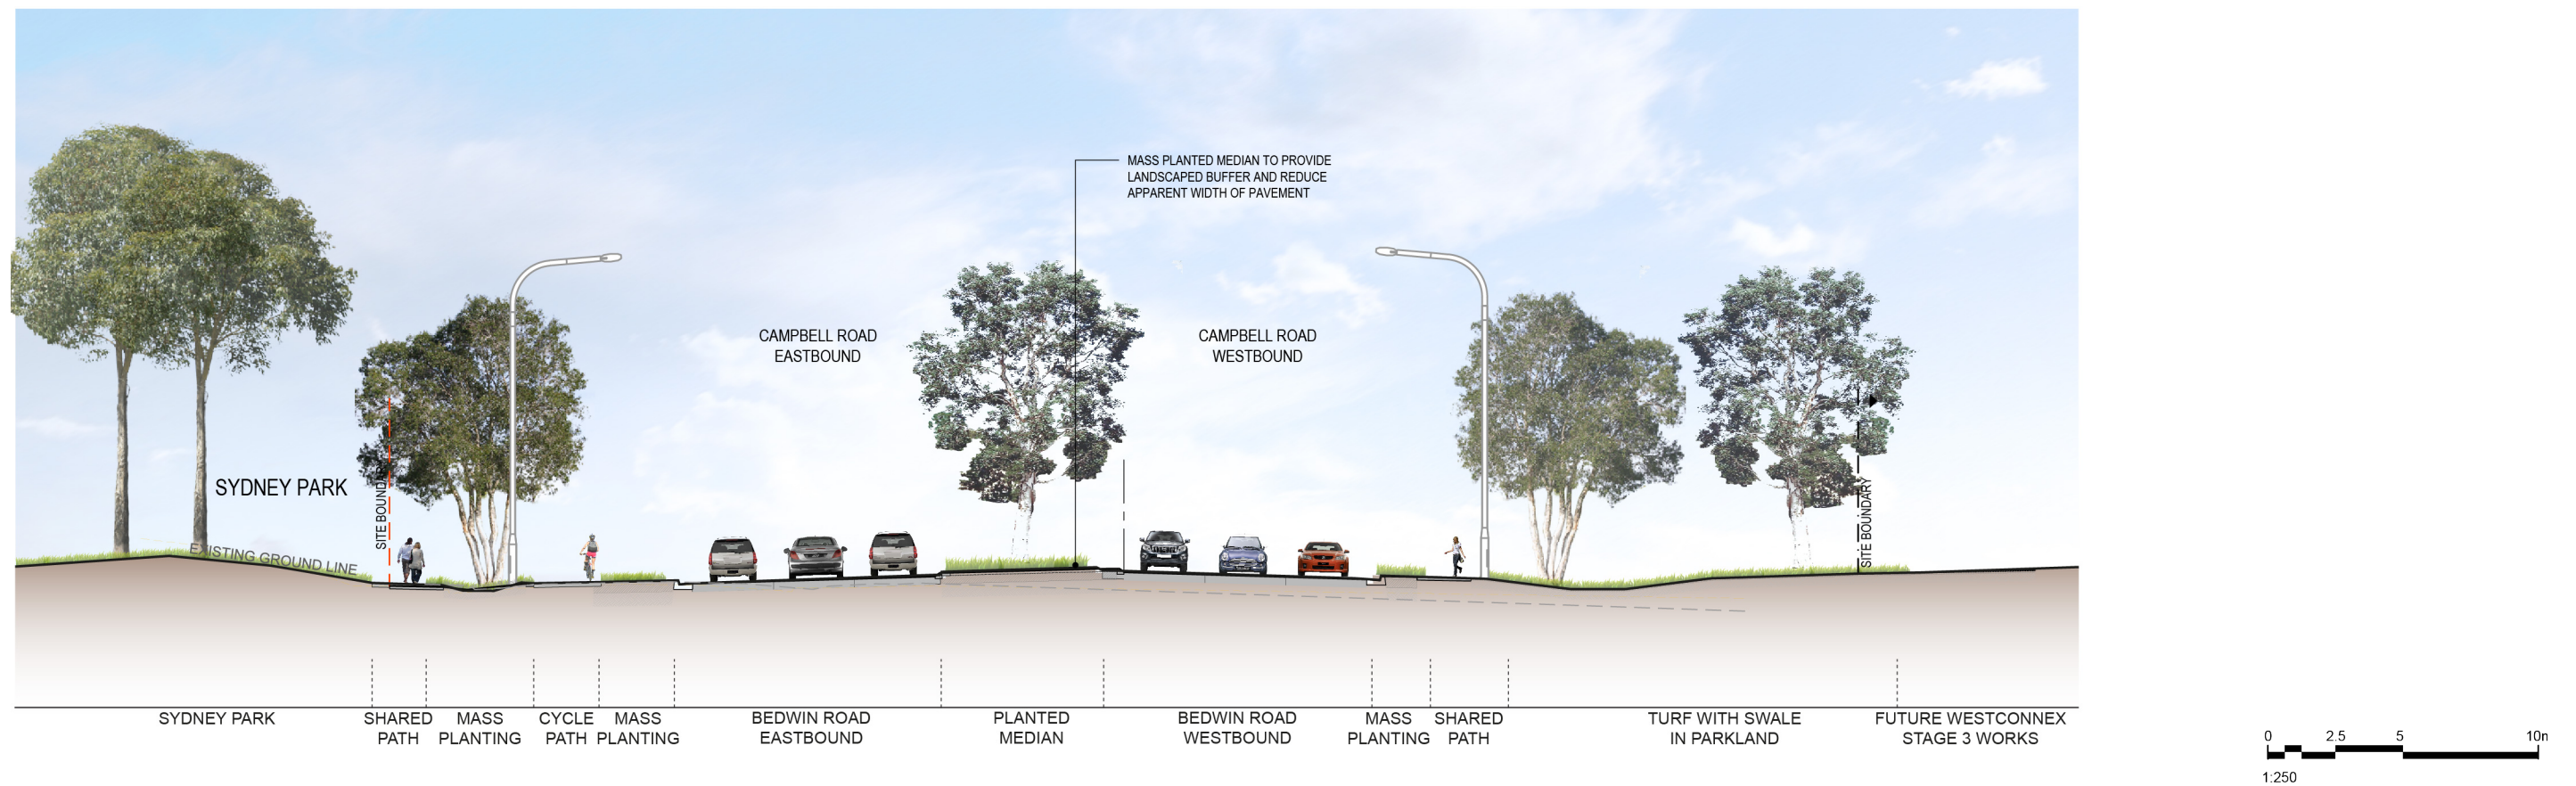 MASS PLANTED MEDIAN TO PROVIDE
LANDSCAPED BUFFER AND REDUCE
APPARENT WIDTH OF PAVEMENT
CAMPBELL ROAD
EASTBOUND
CAMPBELL ROAD
WESTBOUND
SYDNEY PARK
SITE BOUND
SITE BOUNDARY
EXISTING GROUND LINE
SYDNEY PARK
SHARED
PATH
MASS
PLANTING
CYCLE
PATH
MASS
PLANTING
BEDWIN ROAD
EASTBOUND
PLANTED
MEDIAN
BEDWIN ROAD
WESTBOUND
MASS
PLANTING
SHARED
PATH
TURF WITH SWALE
IN PARKLAND
FUTURE WESTCONNEX
STAGE 3 WORKS
0 2.5 5 10n
1:250